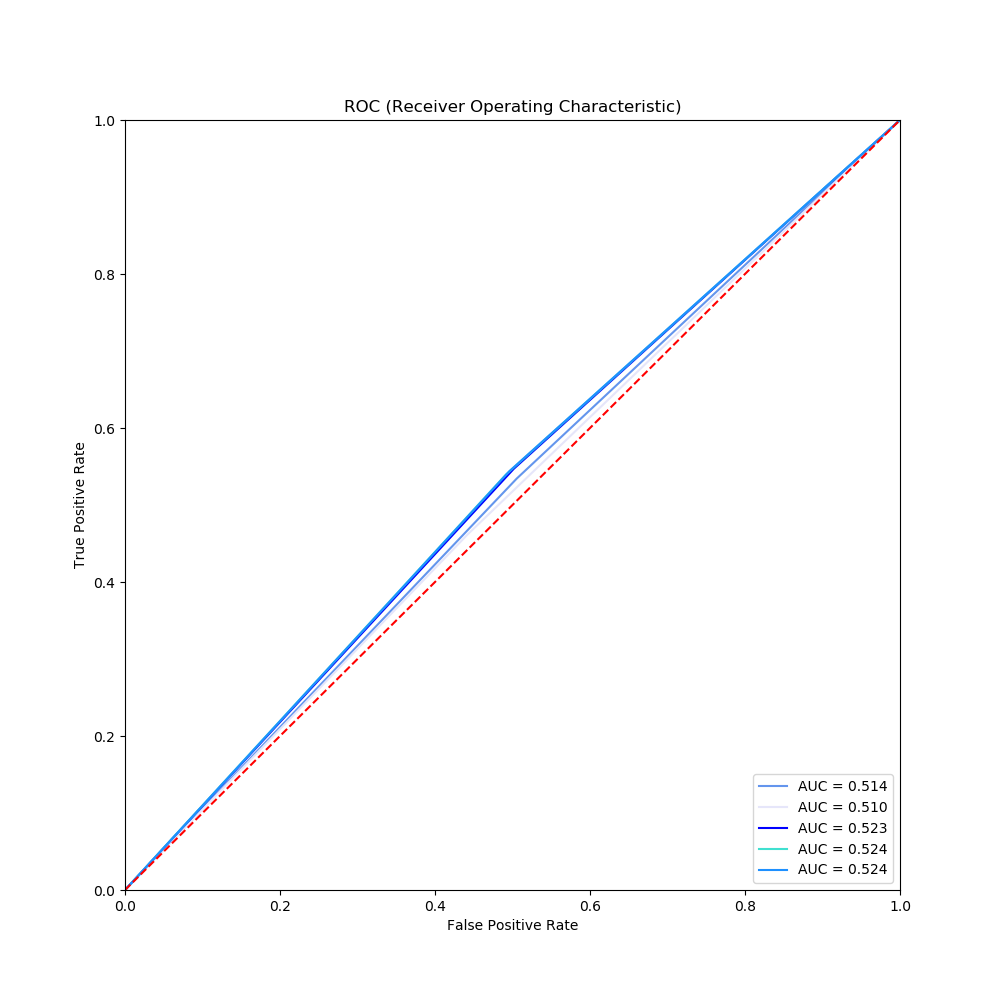 ROC (Receiver Operating Characteristic)
1.0
0.8
0.6
0.4
0.2
0.0
True Positive Rate
0.0 0.2 0.4 0.6 0.8 1.0
False Positive Rate
AUC = 0.514
AUC = 0.510
AUC = 0.523
AUC = 0.524
AUC = 0.524